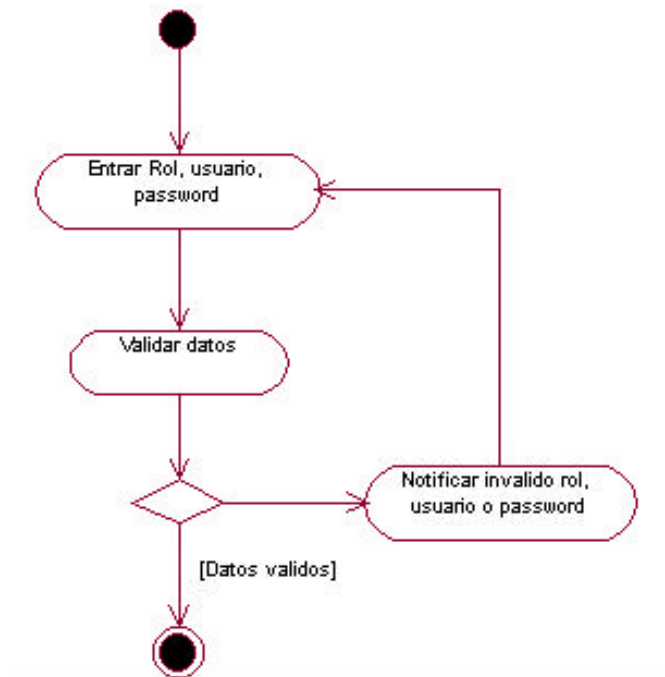 Entrar Rol, usuario,
password
Validar datos
Notificar invalido rol,
usuario o password
[Datos validos]